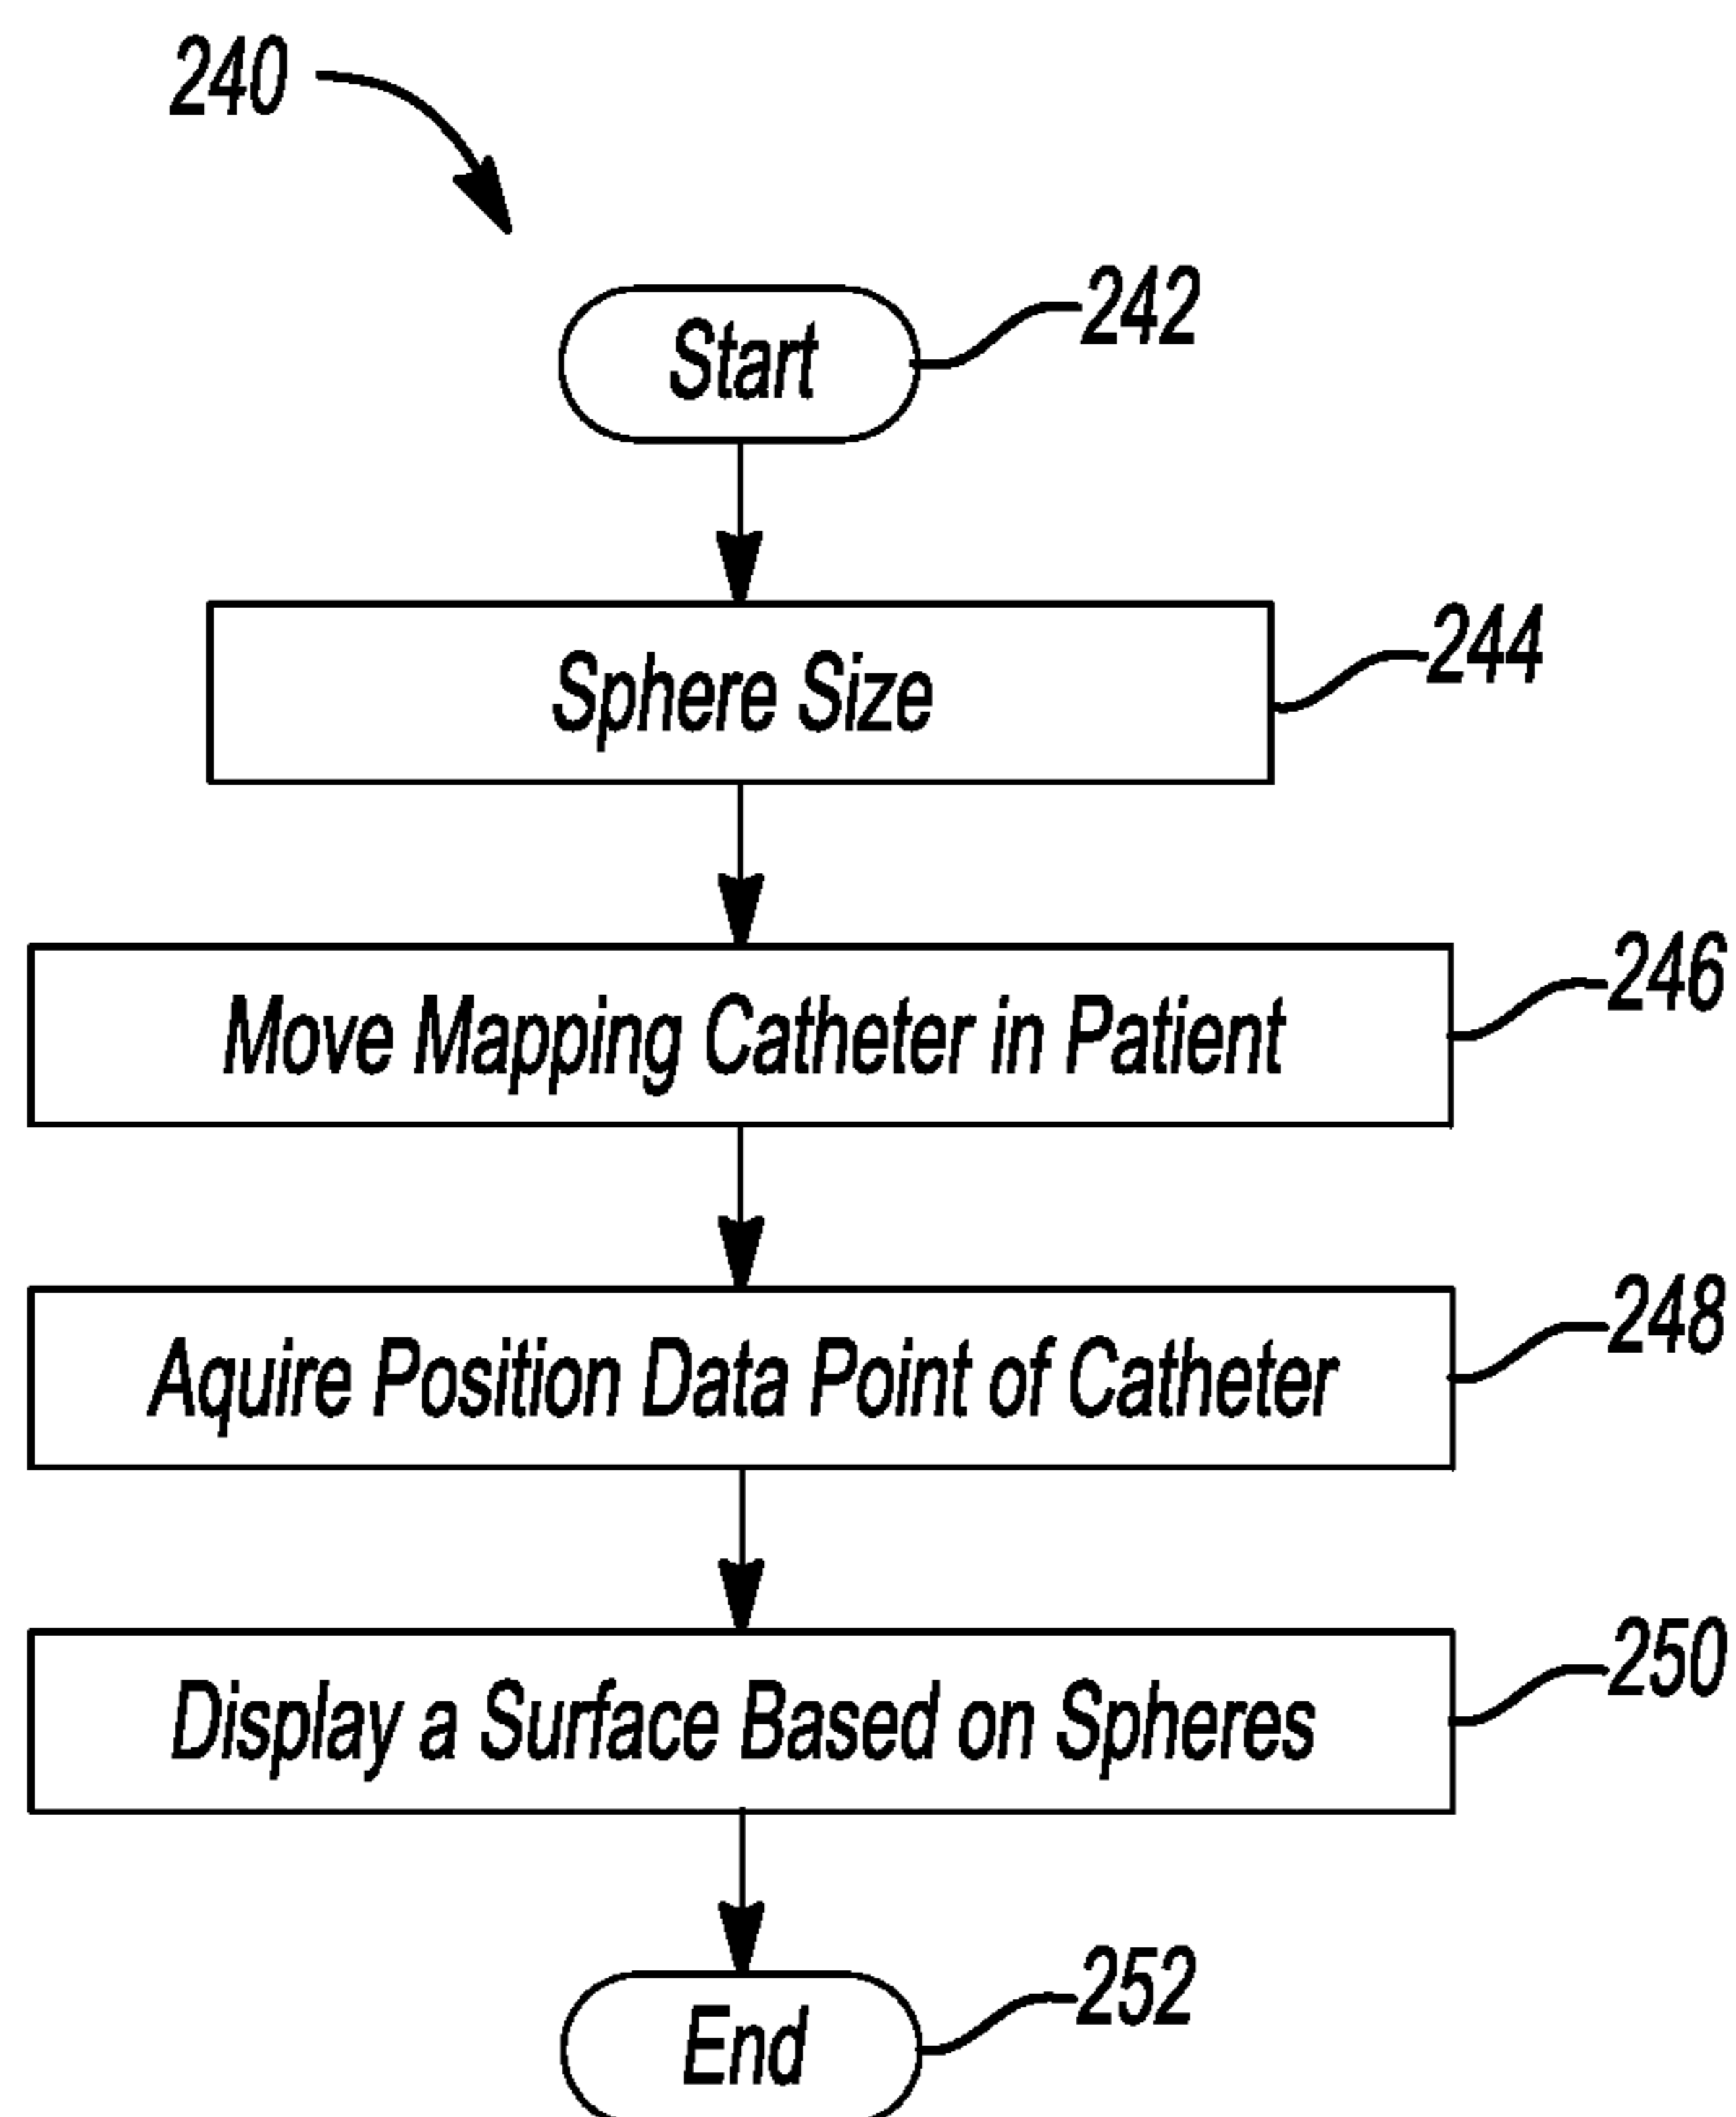 240
Start
242
Sphere Size
244
Move Mapping Catheter in Patient
246
Aquire Position Data Point of Catheter
248
Display a Surface Based on Spheres
250
End
252